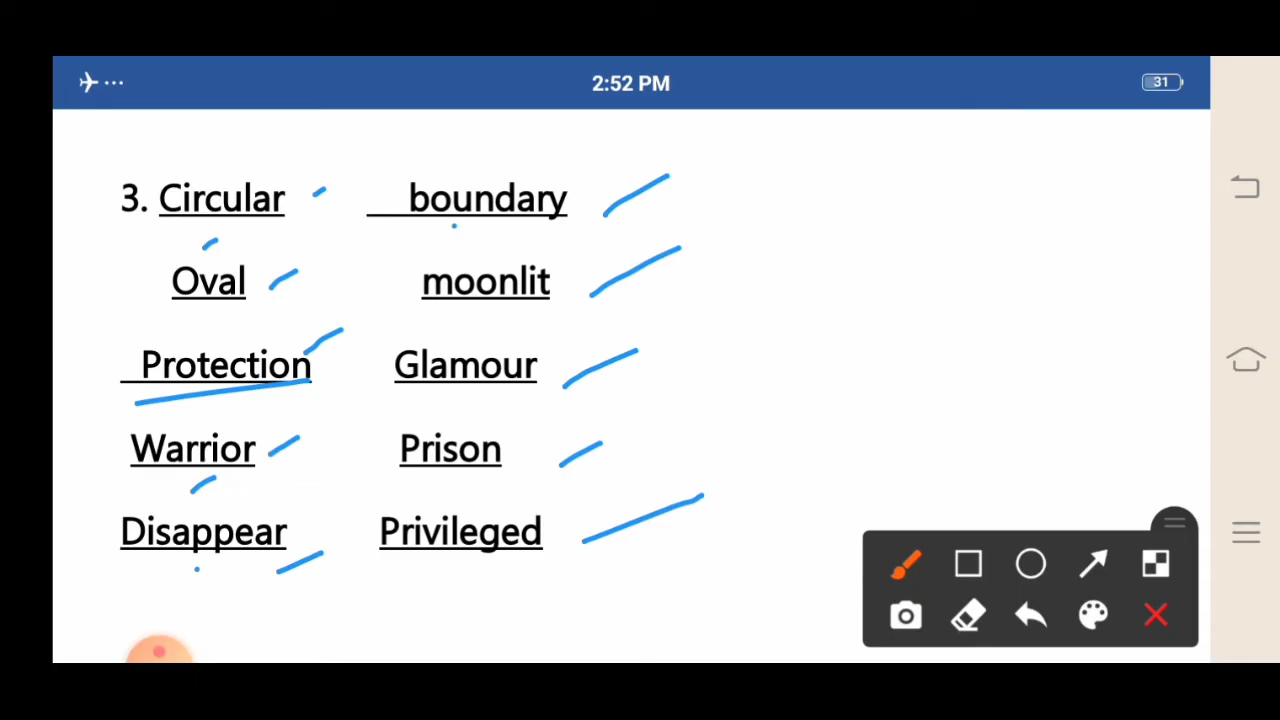 2:52 PM
31
3. Circular boundary
Oval moonlit
Protection Glamour
Warrior Prison
Disappear Privileged